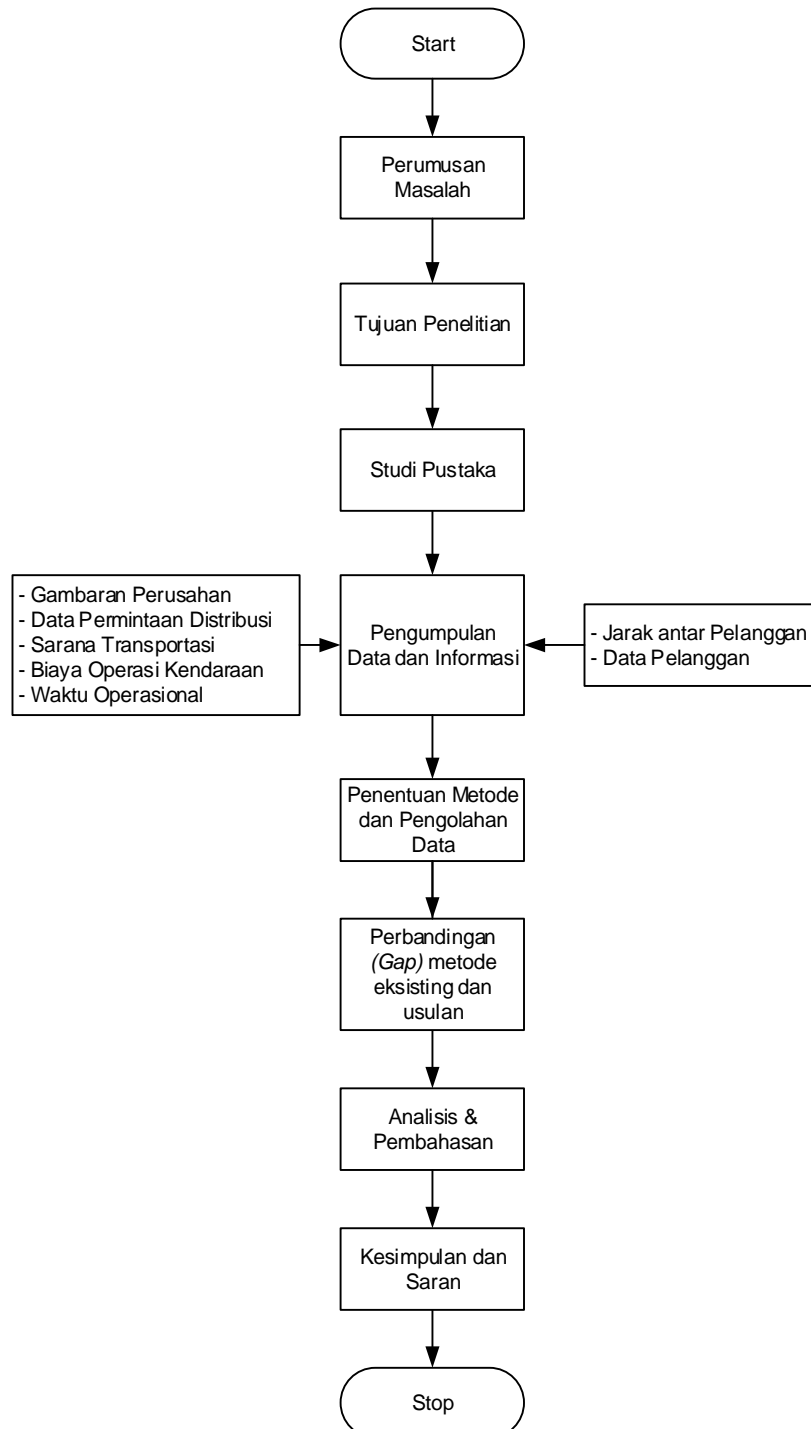 Start
Perumusan
Masalah
Tujuan Penelitian
Studi Pustaka
- Gambaran Perusahan
- Data Permintaan Distribusi
- Sarana Transportasi
- Biaya Operasi Kendaraan
- Waktu Operasional
Pengumpulan
Data dan Informasi
- Jarak antar Pelanggan
- Data Pelanggan
Penentuan Metode
dan Pengolahan
Data
Perbandingan
(Gap) metode
eksisting dan
usulan
Analisis &
Pembahasan
Kesimpulan dan
Saran
Stop